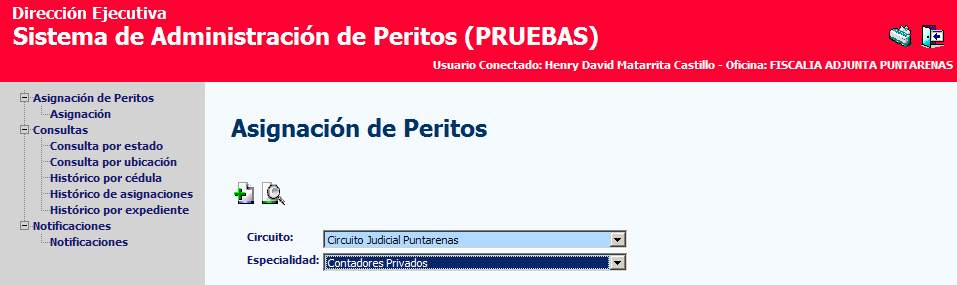 Dirección Ejecutiva
Sistema de Administración de Peritos (PRUEBAS)
Usuario Conectado: Henry David Matarrita Castillo - Oficina: FISCALIA ADJUNTA PUNTARENAS
Asignación de Peritos
Asignación
Consultas
Consulta por estado
Consulta por ubicación
Histórico por cédula
Histórico de asignaciones
Histórico por expediente
Notificaciones
Notificaciones
Asignación de Peritos
Circuito: Circuito Judicial Puntarenas
Especialidad: Contadores Privados